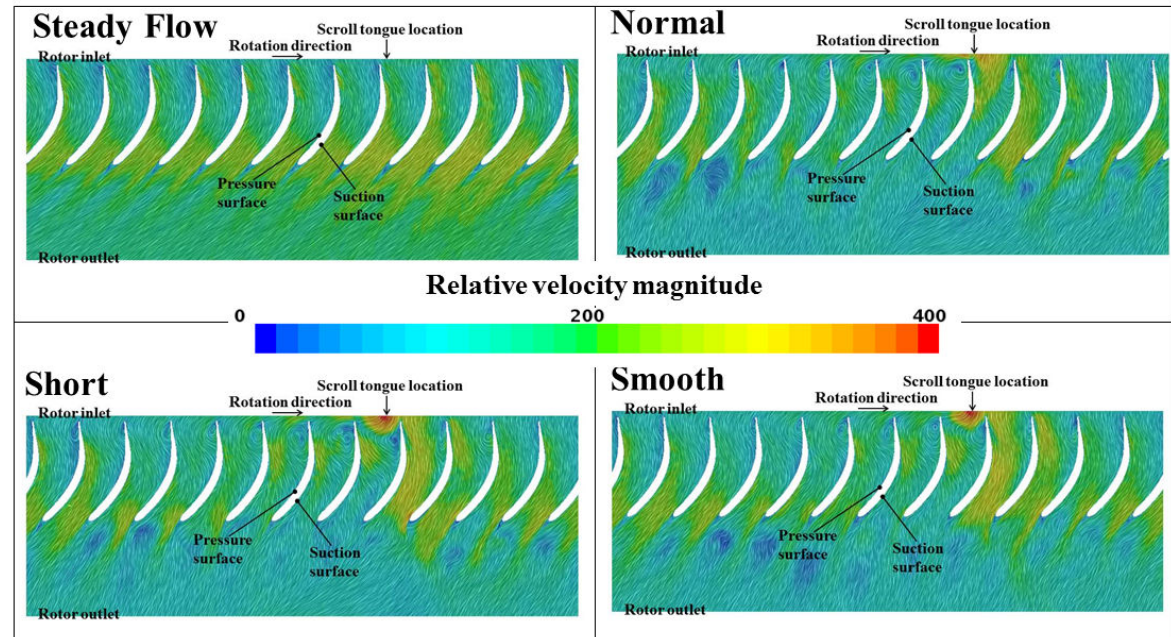 Steady Flow
Scroll tongue location
Rotation direction
Rotor inlet
Pressure
surface
Suction
surface
Rotor outlet
Normal
Scroll tongue location
Rotation direction
Rotor inlet
Pressure
surface
Suction
surface
Rotor outlet
Relative velocity magnitude
0 200 400
Short
Scroll tongue location
Rotation direction
Rotor inlet
Pressure
surface
Suction
surface
Rotor outlet
Smooth
Scroll tongue location
Rotation direction
Rotor inlet
Pressure
surface
Suction
surface
Rotor outlet